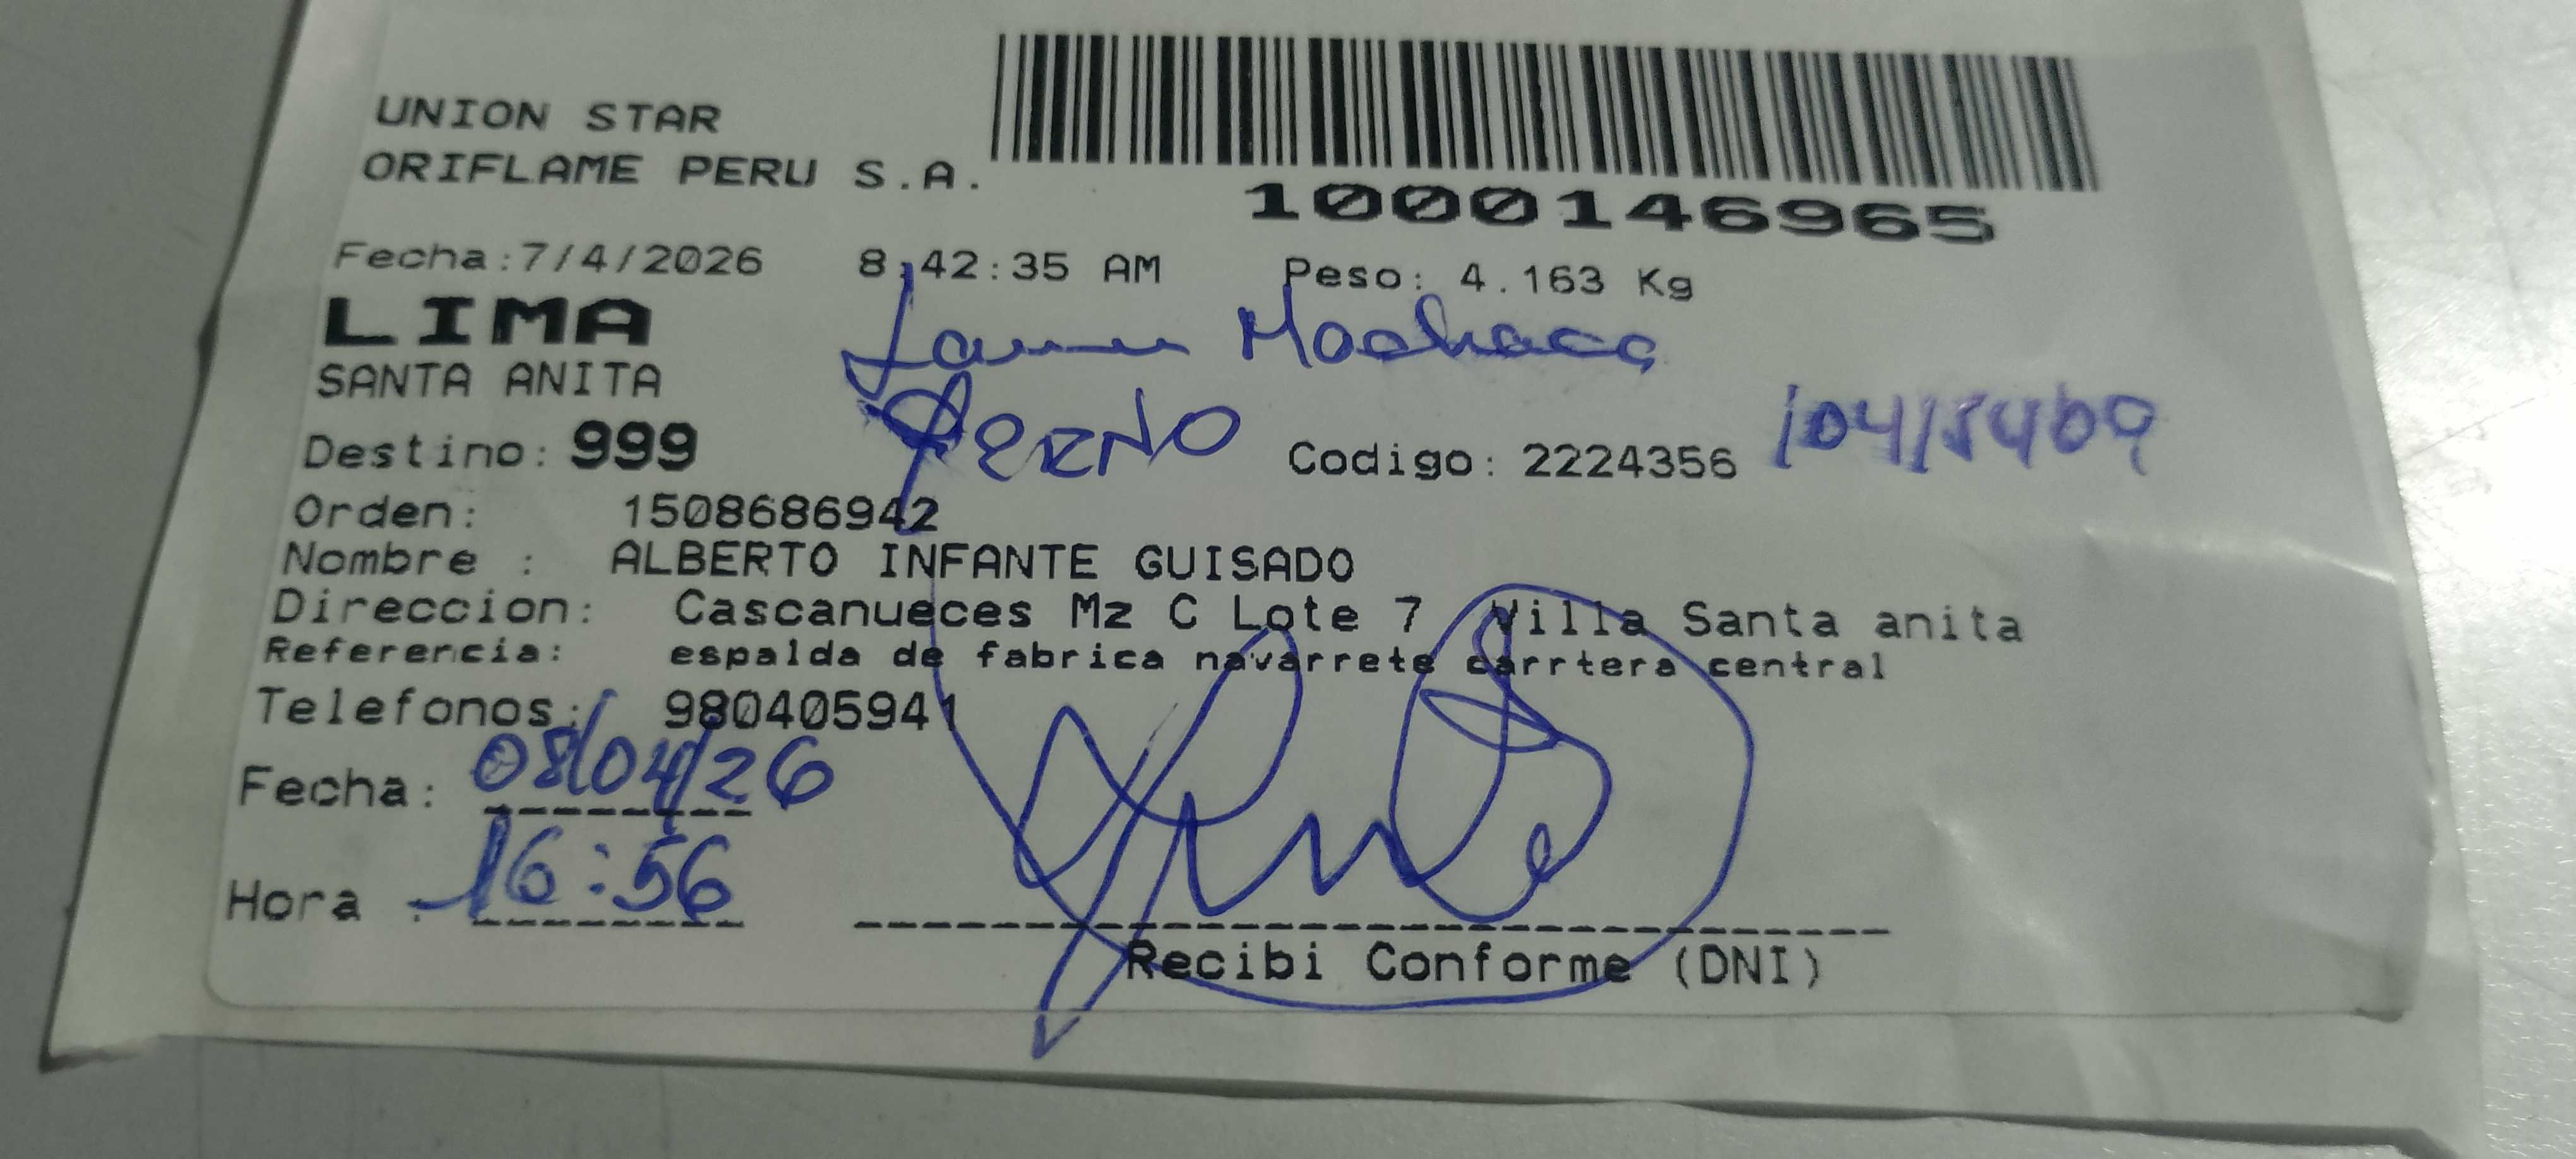 UNION STAR
ORIFLAME PERU S.A.
1000146965
Fecha:7/4/2026 8:42:35 AM Peso: 4.163 Kg
LIMA
Machaca
SANTA ANITA
YERNO
Destino: 999 Codigo: 2224356 10415409
Orden: 1508686942
Nombre : ALBERTO INFANTE GUISADO
Direccion: Cascanueces Mz C Lote 7 Villa Santa anita
Referencia: espalda de fabrica navarrete carrtera central
Telefonos: 980405941
Fecha: 08/04/26
Hora : 16:56
Recibi Conforme (DNI)